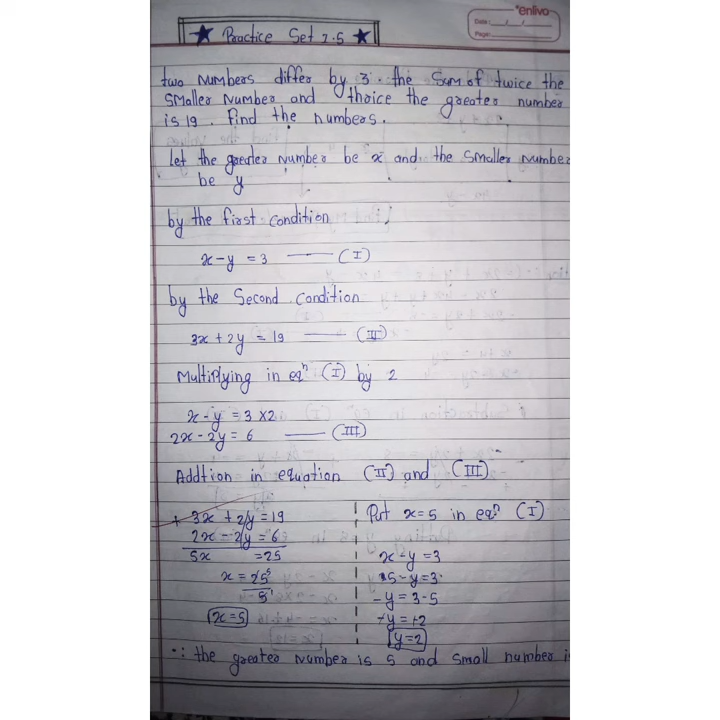 enlivo
Date: / /
Page:
★ Practice Set 2.5 ★
two numbers differ by 3. the Sum of twice the
smaller number and thrice the greater number
is 19. Find the numbers.
Let the greater number be x and the smaller number
be y
by the first condition
x-y = 3 —— (I)
by the Second condition
3x + 2y = 19 —— (II)
Multiplying in eqⁿ (I) by 2
x - y = 3 × 2
2x - 2y = 6 —— (III)
Addtion in equation (II) and (III)
+ 3x + 2y = 19
2x - 2y = 6
5x = 25
x = 25 5
5 1
x = 5
Put x=5 in eqⁿ (I)
x - y = 3
5 - y = 3
-y = 3-5
-y = -2
y = 2
∴ the greater number is 5 and small number is